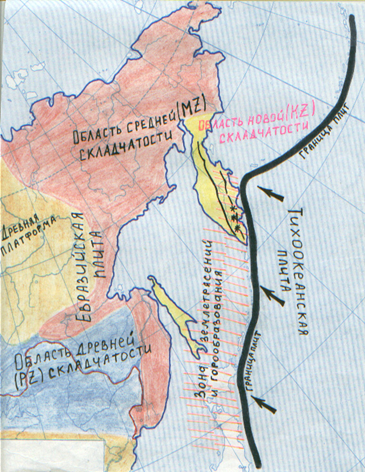 Область средней (MZ)
складчатости
Область новой (KZ)
складчатости
Граница плит
Древняя
платформа
Евразийская
плита
Тихоокеанская
плита
Зона землетрясений
и горообразования
Область древней
(PZ) складчатости
Граница плит